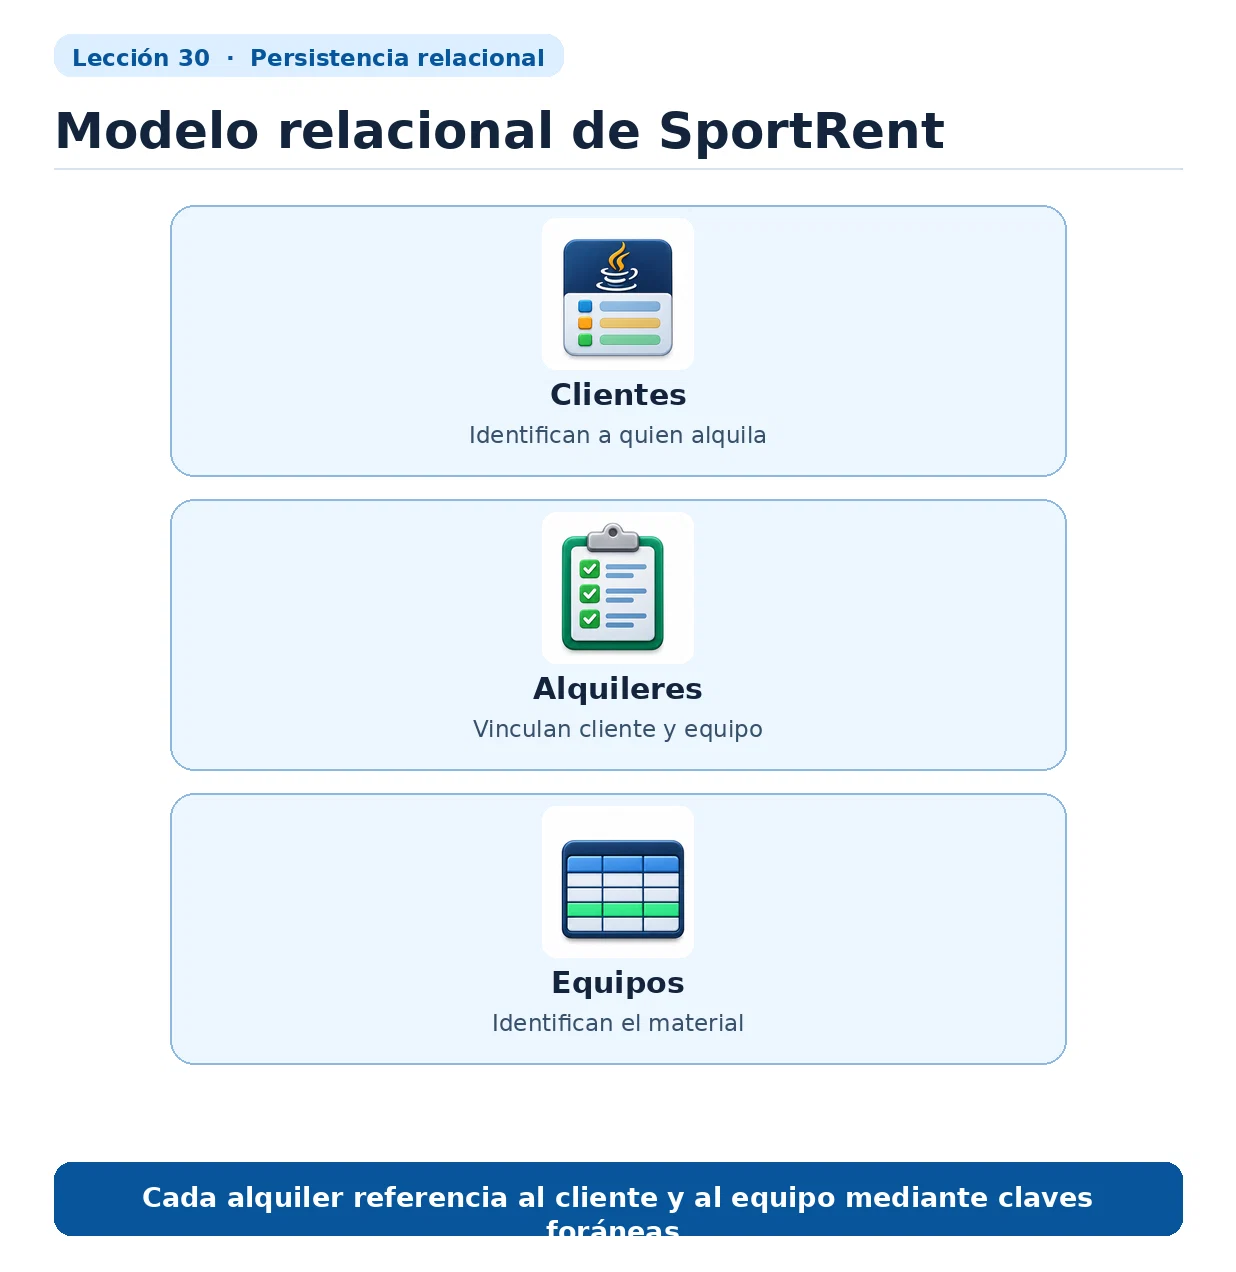 Lección 30 · Persistencia relacional
Modelo relacional de SportRent
Clientes
Identifican a quien alquila
Alquileres
Vinculan cliente y equipo
Equipos
Identifican el material
Cada alquiler referencia al cliente y al equipo mediante claves
foráneas